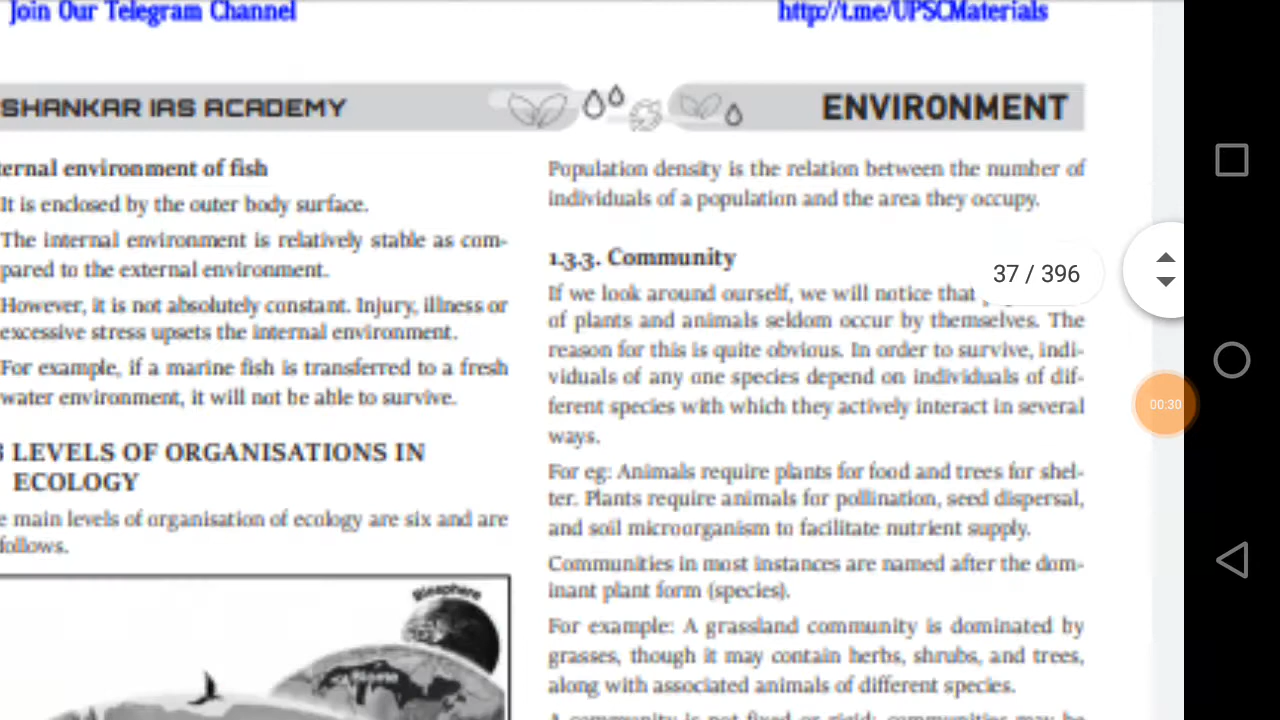 Join Our Telegram Channel
http://t.me/UPSCMaterials
SHANKAR IAS ACADEMY
ENVIRONMENT
ternal environment of fish
It is enclosed by the outer body surface.
The internal environment is relatively stable as com-
pared to the external environment.
However, it is not absolutely constant. Injury, illness or
excessive stress upsets the internal environment.
For example, if a marine fish is transferred to a fresh
water environment, it will not be able to survive.
LEVELS OF ORGANISATIONS IN
ECOLOGY
e main levels of organisation of ecology are six and are
follows.
Biosphere
Biome
Population density is the relation between the number of
individuals of a population and the area they occupy.
1.3.3. Community
If we look around ourself, we will notice that
of plants and animals seldom occur by themselves. The
reason for this is quite obvious. In order to survive, indi-
viduals of any one species depend on individuals of dif-
ferent species with which they actively interact in several
ways.
For eg: Animals require plants for food and trees for shel-
ter. Plants require animals for pollination, seed dispersal,
and soil microorganism to facilitate nutrient supply.
Communities in most instances are named after the dom-
inant plant form (species).
For example: A grassland community is dominated by
grasses, though it may contain herbs, shrubs, and trees,
along with associated animals of different species.
A community is not fixed or rigid; communities may be
37 / 396
00:30